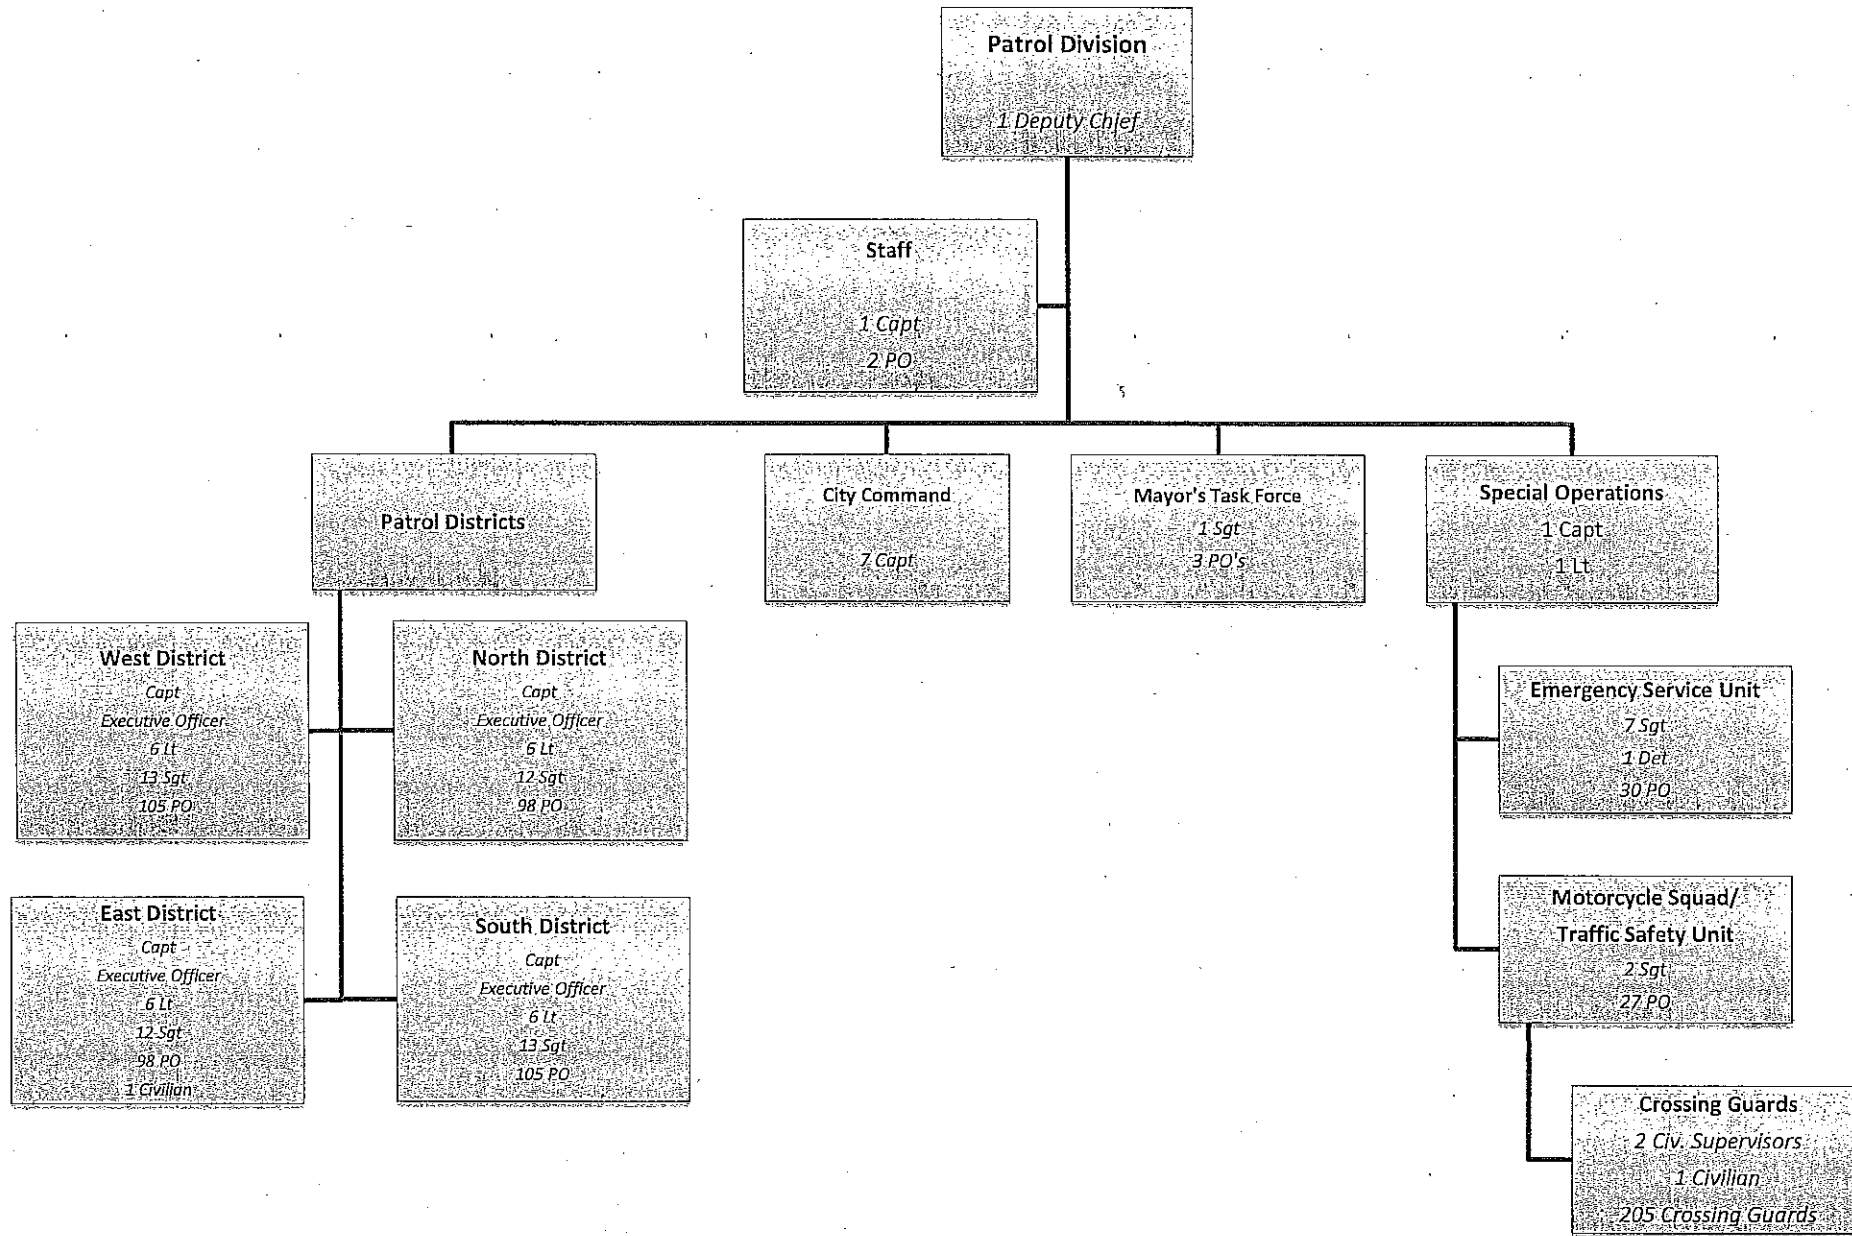 Patrol Division
1 Deputy Chief
Staff
1 Capt
2 PO
Patrol Districts
City Command
7 Capt
Mayor's Task Force
1 Sgt
3 PO's
Special Operations
1 Capt
1 Lt
West District
Capt
Executive Officer
6 Lt
13 Sgt
105 PO
North District
Capt
Executive Officer
6 Lt
12 Sgt
98 PO
East District
Capt
Executive Officer
6 Lt
12 Sgt
98 PO
1 Civilian
South District
Capt
Executive Officer
6 Lt
13 Sgt
105 PO
Emergency Service Unit
7 Sgt
1 Det
30 PO
Motorcycle Squad/
Traffic Safety Unit
2 Sgt
27 PO
Crossing Guards
2 Civ. Supervisors
1 Civilian
205 Crossing Guards